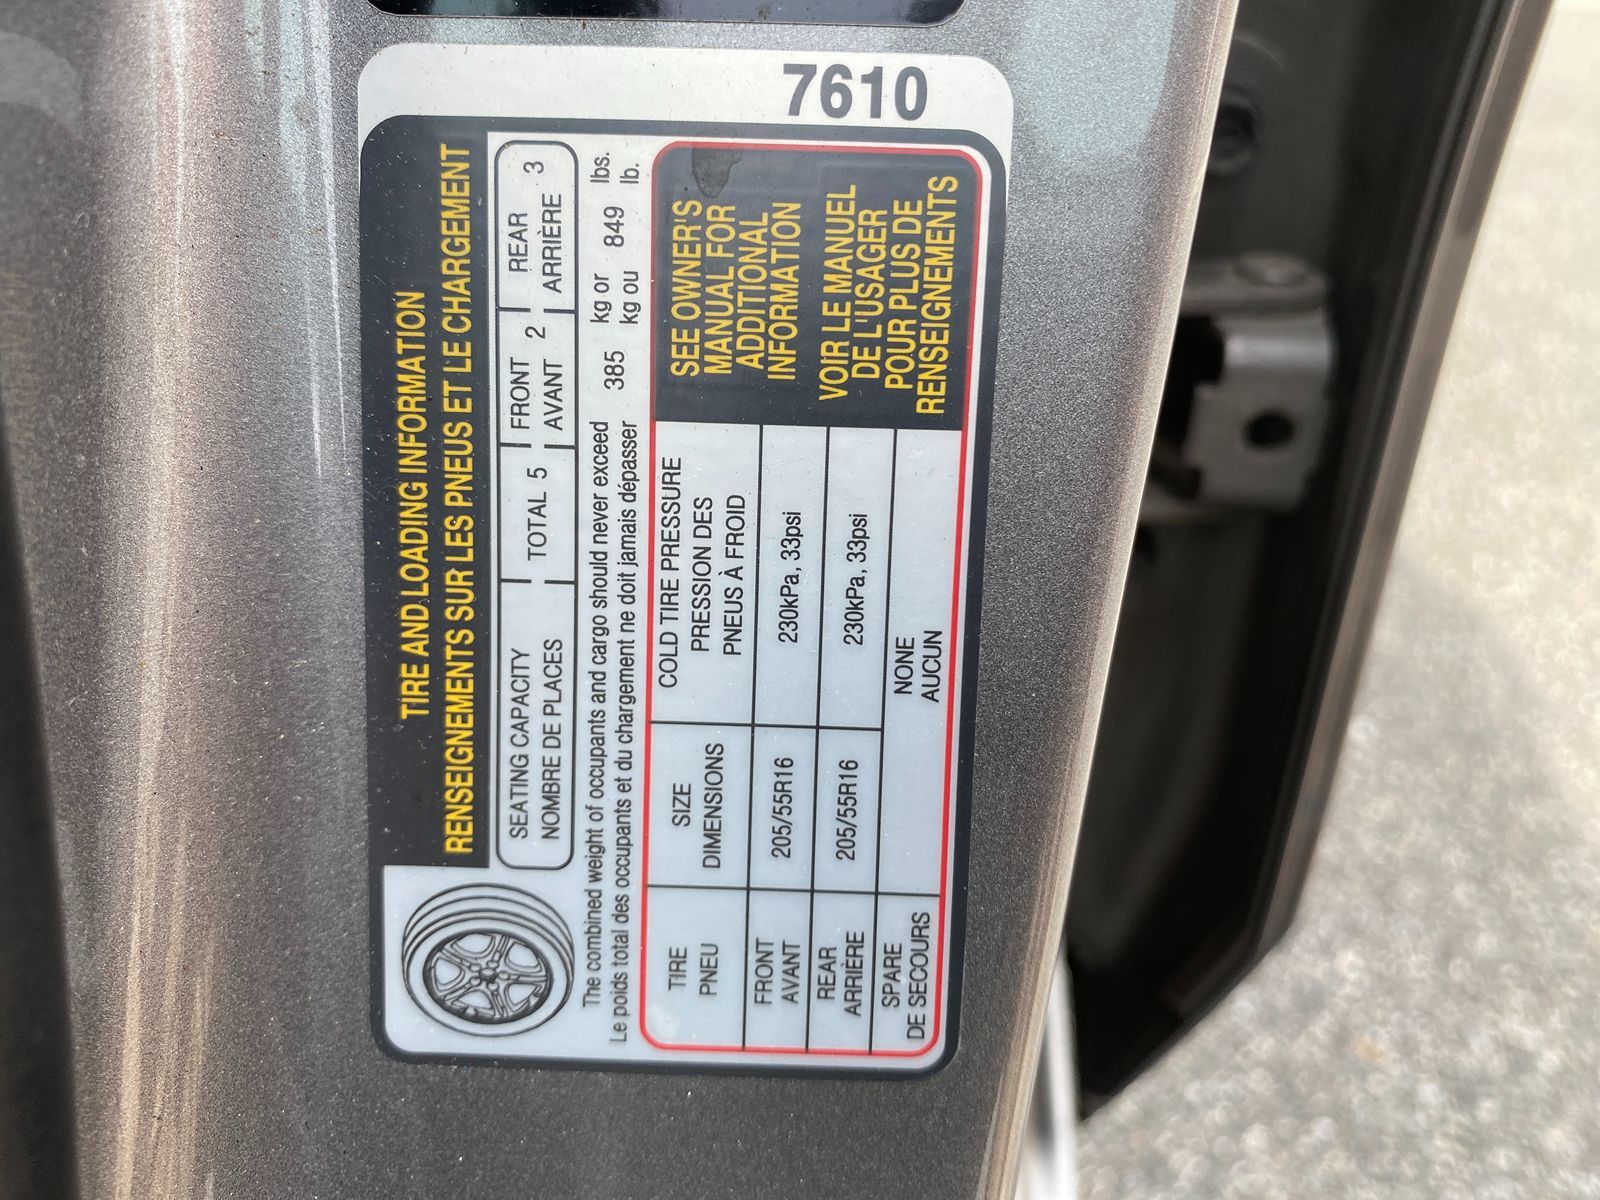 7610
TIRE AND LOADING INFORMATION
RENSEIGNEMENTS SUR LES PNEUS ET LE CHARGEMENT
SEATING CAPACITY
NOMBRE DE PLACES
TOTAL 5
FRONT
AVANT 2
REAR
ARRIÈRE 3
The combined weight of occupants and cargo should never exceed 385 kg or 849 lbs.
Le poids total des occupants et du chargement ne doit jamais dépasser kg ou lb.
TIRE
PNEU
SIZE
DIMENSIONS
COLD TIRE PRESSURE
PRESSION DES
PNEUS À FROID
FRONT
AVANT
205/55R16
230kPa, 33psi
REAR
ARRIÈRE
205/55R16
230kPa, 33psi
SPARE
DE SECOURS
NONE
AUCUN
SEE OWNER'S
MANUAL FOR
ADDITIONAL
INFORMATION
VOIR LE MANUEL
DE L'USAGER
POUR PLUS DE
RENSEIGNEMENTS